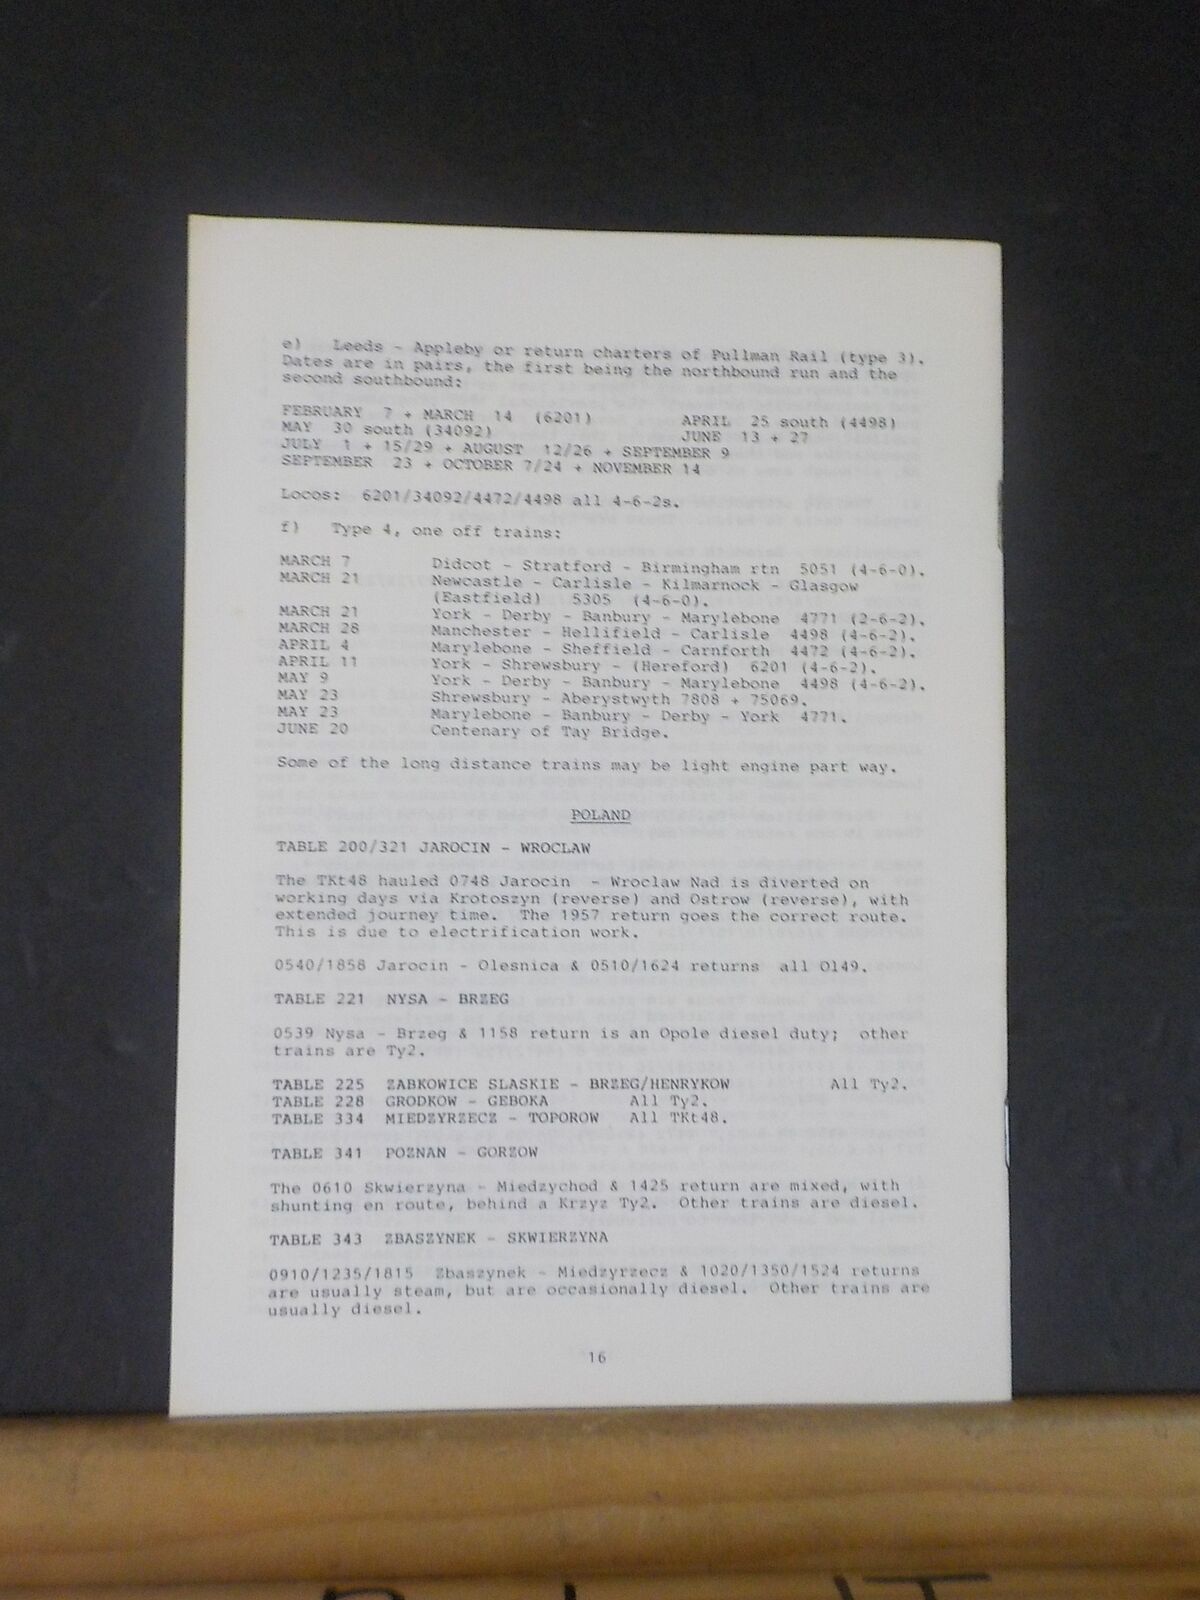 e)   Leeds - Appleby or return charters of Pullman Rail (type 3).
Dates are in pairs, the first being the northbound run and the
second southbound:
FEBRUARY  7 + MARCH  14  (6201)          APRIL  25 south (4498)
MAY  30 south (34092)                    JUNE  13 + 27
JULY  1 + 15/29 + AUGUST  12/26 + SEPTEMBER 9
SEPTEMBER  23 + OCTOBER 7/24 + NOVEMBER 14
Locos:  6201/34092/4472/4498 all 4-6-2s.
f)   Type 4, one off trains:
MARCH 7          Didcot - Stratford - Birmingham rtn  5051 (4-6-0).
MARCH 21         Newcastle - Carlisle - Kilmarnock - Glasgow
(Eastfield)   5305  (4-6-0).
MARCH 21         York - Derby - Banbury - Marylebone  4771 (2-6-2).
MARCH 28         Manchester - Hellifield - Carlisle  4498 (4-6-2).
APRIL 4          Marylebone - Sheffield - Carnforth  4472 (4-6-2).
APRIL 11         York - Shrewsbury - (Hereford)  6201 (4-6-2).
MAY 9            York - Derby - Banbury - Marylebone  4498 (4-6-2).
MAY 23           Shrewsbury - Aberystwyth 7808 + 75069.
MAY 23           Marylebone - Banbury - Derby - York  4771.
JUNE 20          Centenary of Tay Bridge.
Some of the long distance trains may be light engine part way.
POLAND
TABLE 200/321 JAROCIN - WROCLAW
The TKt48 hauled 0748 Jarocin  - Wroclaw Nad is diverted on
working days via Krotoszyn (reverse) and Ostrow (reverse), with
extended journey time.  The 1957 return goes the correct route.
This is due to electrification work.
0540/1858 Jarocin - Olesnica & 0510/1624 returns  all Ol49.
TABLE 221  NYSA - BRZEG
0539 Nysa - Brzeg & 1158 return is an Opole diesel duty;  other
trains are Ty2.
TABLE 225  ZABKOWICE SLASKIE - BRZEG/HENRYKOW          All Ty2.
TABLE 228  GRODKOW - GEBOKA          All Ty2.
TABLE 334  MIEDZYRZECZ - TOPOROW   All TKt48.
TABLE 341  POZNAN - GORZOW
The 0610 Skwierzyna - Miedzychod & 1425 return are mixed, with
shunting en route, behind a Krzyz Ty2.  Other trains are diesel.
TABLE 343  ZBASZYNEK - SKWIERZYNA
0910/1235/1815  Zbaszynek - Miedzyrzecz & 1020/1350/1524 returns
are usually steam, but are occasionally diesel.  Other trains are
usually diesel.
16